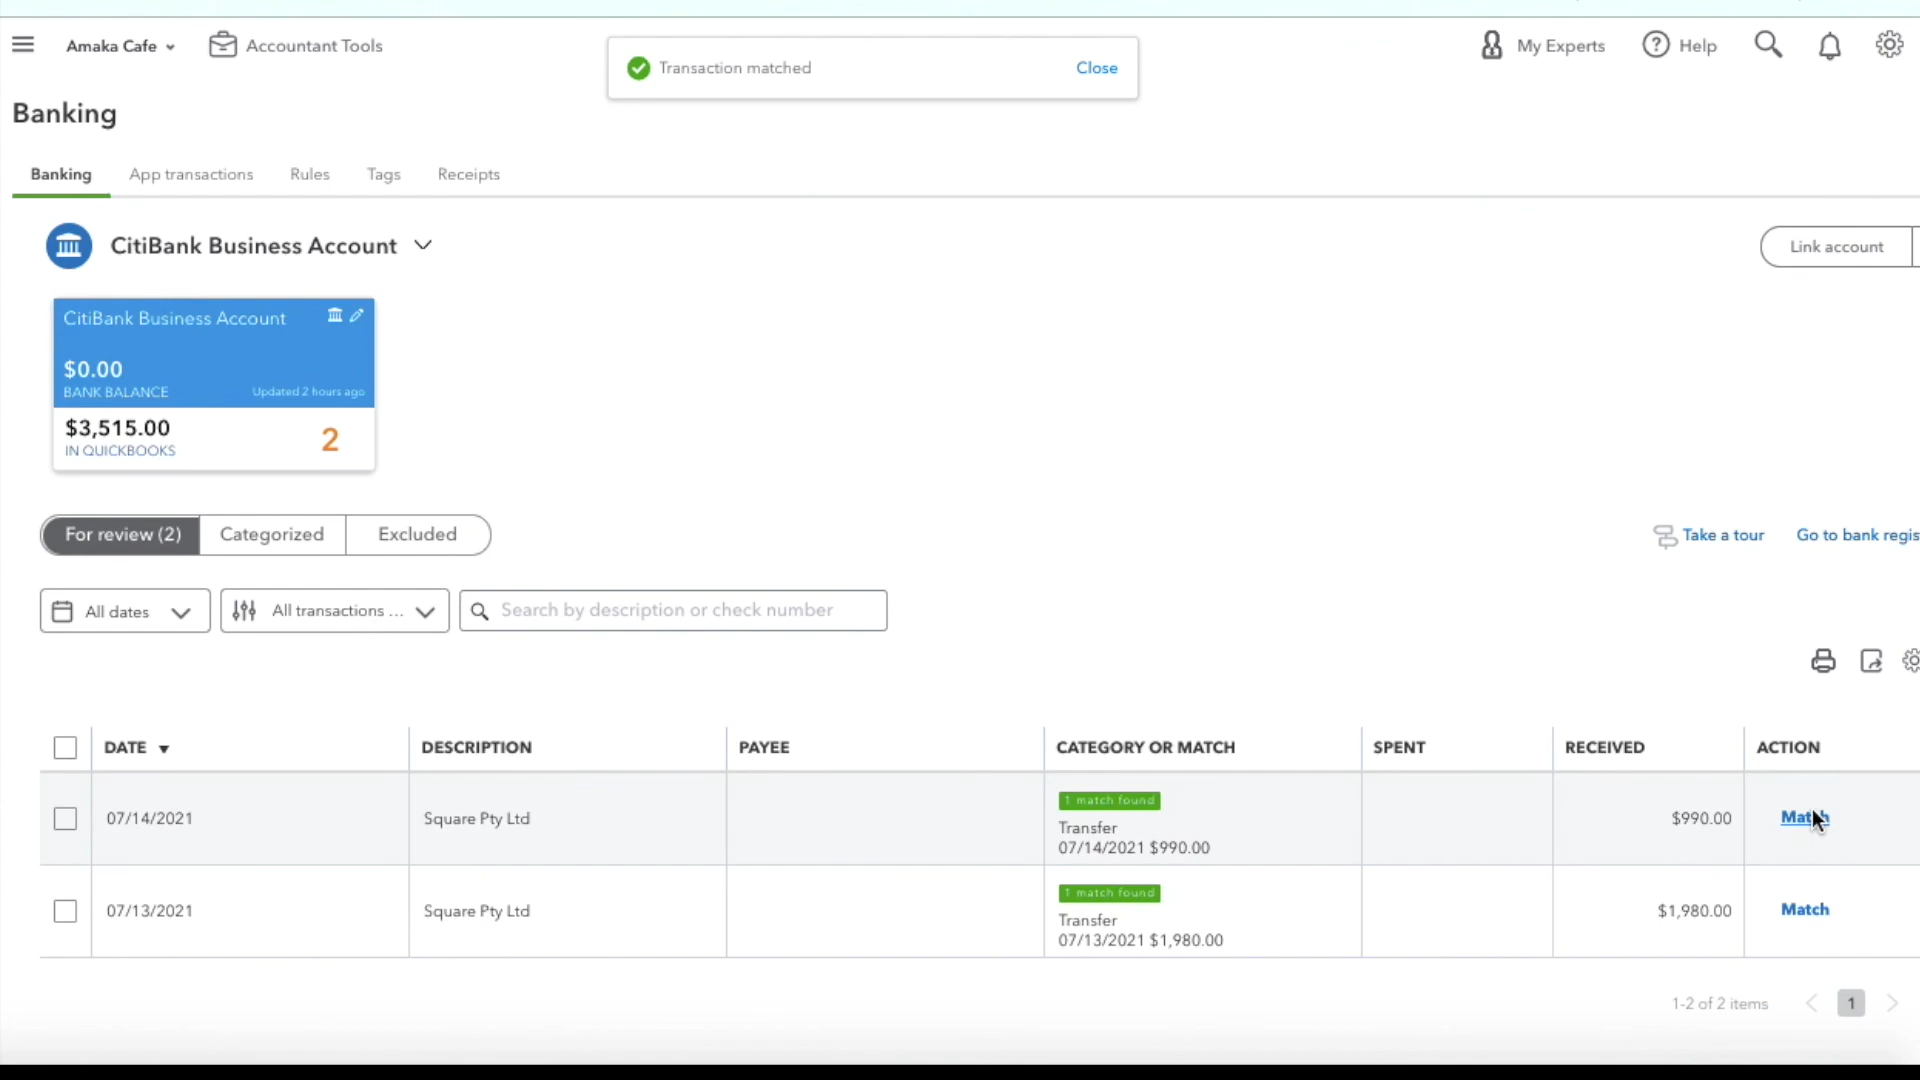 Amaka Cafe
Accountant Tools
Transaction matched
Close
My Experts
Help
Banking
Banking
App transactions
Rules
Tags
Receipts
CitiBank Business Account
Link account
CitiBank Business Account
$0.00
BANK BALANCE
Updated 2 hours ago
$3,515.00
IN QUICKBOOKS
2
For review (2)
Categorized
Excluded
Take a tour
Go to bank regis
All dates
All transactions ...
Search by description or check number
DATE
DESCRIPTION
PAYEE
CATEGORY OR MATCH
SPENT
RECEIVED
ACTION
07/14/2021
Square Pty Ltd
1 match found
Transfer
07/14/2021 $990.00
$990.00
Match
07/13/2021
Square Pty Ltd
1 match found
Transfer
07/13/2021 $1,980.00
$1,980.00
Match
1-2 of 2 items
1